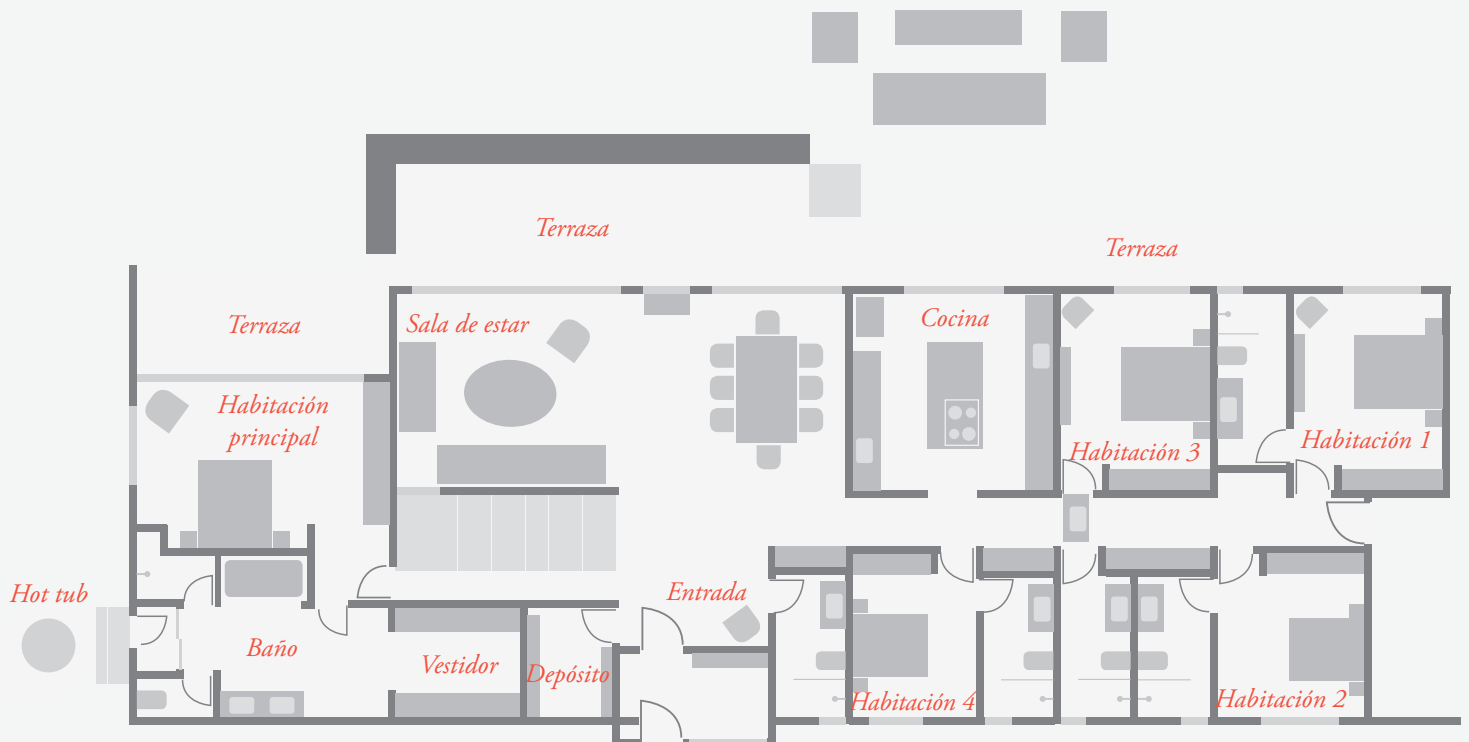 Terraza
Terraza
Terraza
Sala de estar
Cocina
Habitación
principal
Habitación 3
Habitación 1
Hot tub
Entrada
Baño
Vestidor
Depósito
Habitación 4
Habitación 2